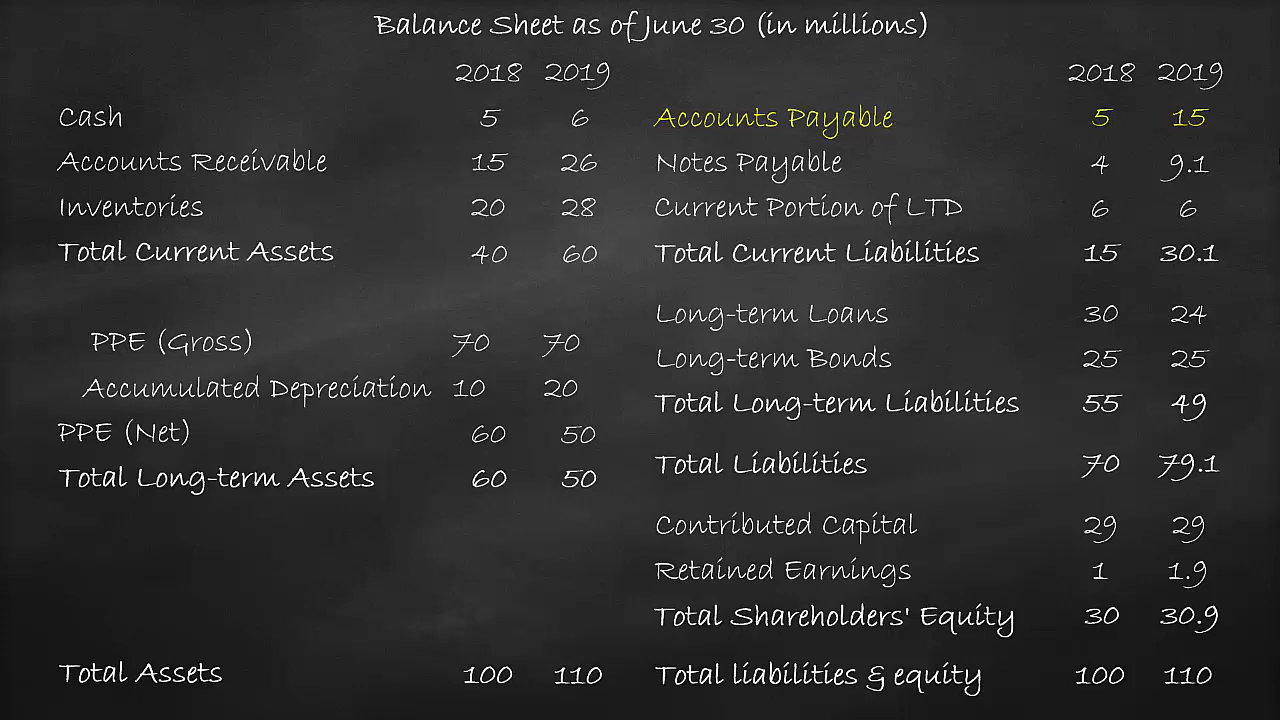 Balance Sheet as of June 30 (in millions)
2018 2019 2018 2019
Cash 5 6 Accounts Payable 5 15
Accounts Receivable 15 26 Notes Payable 4 9.1
Inventories 20 28 Current Portion of LTD 6 6
Total Current Assets 40 60 Total Current Liabilities 15 30.1
Long-term Loans 30 24
PPE (Gross) 70 70
Long-term Bonds 25 25
Accumulated Depreciation 10 20
Total Long-term Liabilities 55 49
PPE (Net) 60 50
Total Liabilities 70 79.1
Total Long-term Assets 60 50
Contributed Capital 29 29
Retained Earnings 1 1.9
Total Shareholders' Equity 30 30.9
Total Assets 100 110 Total liabilities & equity 100 110